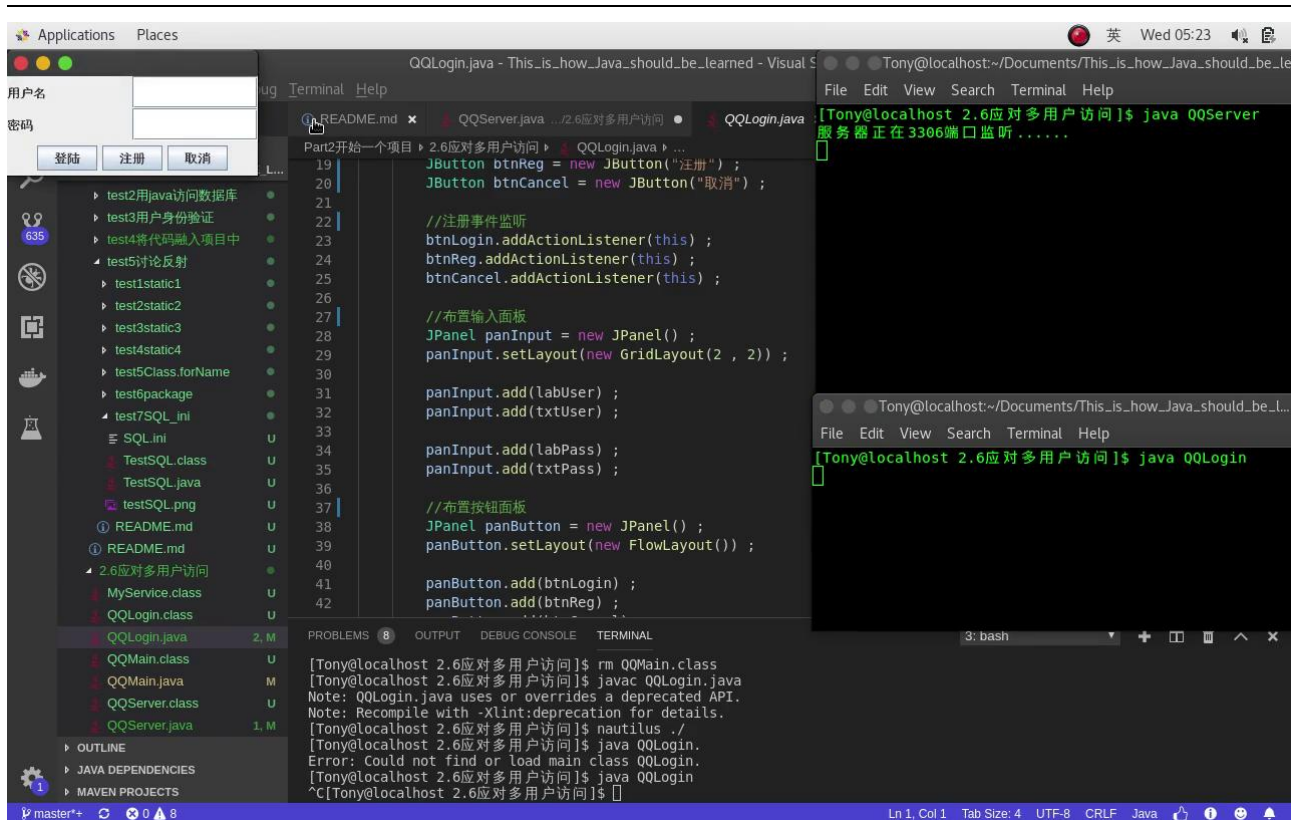 Applications Places
英 Wed 05:23
QQLogin.java - This_is_how_Java_should_be_learned - Visual S
Terminal Help
用户名
密码
登陆 注册 取消
README.md × QQServer.java .../2.6应对多用户访问 ● QQLogin.java
Part2开始一个项目 ▸ 2.6应对多用户访问 ▸ QQLogin.java ▸ ...
test2用java访问数据库
test3用户身份验证
635
test4将代码融入项目中
test5讨论反射
test1static1
test2static2
test3static3
test4static4
test5Class.forName
test6package
test7SQL_ini
SQL.ini U
TestSQL.class U
TestSQL.java U
testSQL.png U
README.md U
README.md U
2.6应对多用户访问
MyService.class U
QQLogin.class U
QQLogin.java 2, M
QQMain.class U
QQMain.java M
QQServer.class U
QQServer.java 1, M
OUTLINE
JAVA DEPENDENCIES
MAVEN PROJECTS
1
19 JButton btnReg = new JButton("注册") ;
20 JButton btnCancel = new JButton("取消") ;
21
22 //注册事件监听
23 btnLogin.addActionListener(this) ;
24 btnReg.addActionListener(this) ;
25 btnCancel.addActionListener(this) ;
26
27 //布置输入面板
28 JPanel panInput = new JPanel() ;
29 panInput.setLayout(new GridLayout(2 , 2)) ;
30
31 panInput.add(labUser) ;
32 panInput.add(txtUser) ;
33
34 panInput.add(labPass) ;
35 panInput.add(txtPass) ;
36
37 //布置按钮面板
38 JPanel panButton = new JPanel() ;
39 panButton.setLayout(new FlowLayout()) ;
40
41 panButton.add(btnLogin) ;
42 panButton.add(btnReg) ;
PROBLEMS 8 OUTPUT DEBUG CONSOLE TERMINAL 3: bash
[Tony@localhost 2.6应对多用户访问]$ rm QQMain.class
[Tony@localhost 2.6应对多用户访问]$ javac QQLogin.java
Note: QQLogin.java uses or overrides a deprecated API.
Note: Recompile with -Xlint:deprecation for details.
[Tony@localhost 2.6应对多用户访问]$ nautilus ./
[Tony@localhost 2.6应对多用户访问]$ java QQLogin.
Error: Could not find or load main class QQLogin.
[Tony@localhost 2.6应对多用户访问]$ java QQLogin
^C[Tony@localhost 2.6应对多用户访问]$
Tony@localhost:~/Documents/This_is_how_Java_should_be_le
File Edit View Search Terminal Help
[Tony@localhost 2.6应对多用户访问]$ java QQServer
服务器正在3306端口监听......
Tony@localhost:~/Documents/This_is_how_Java_should_be_l...
File Edit View Search Terminal Help
[Tony@localhost 2.6应对多用户访问]$ java QQLogin
master*+ 0 8 Ln 1, Col 1 Tab Size: 4 UTF-8 CRLF Java